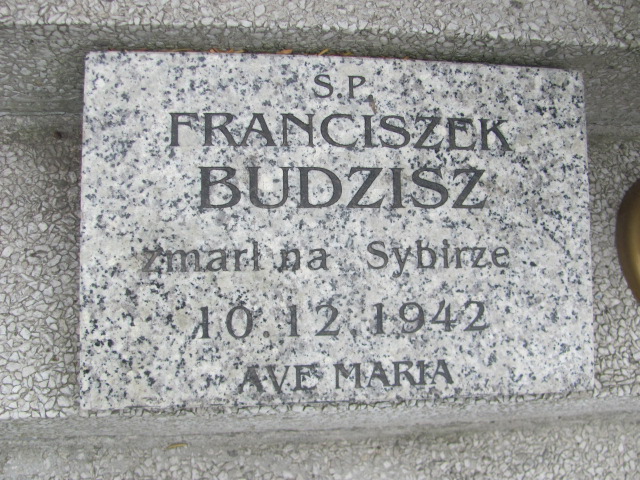 S.P.
FRANCISZEK
BUDZISZ
zmarł na Sybirze
10.12.1942
AVE MARIA